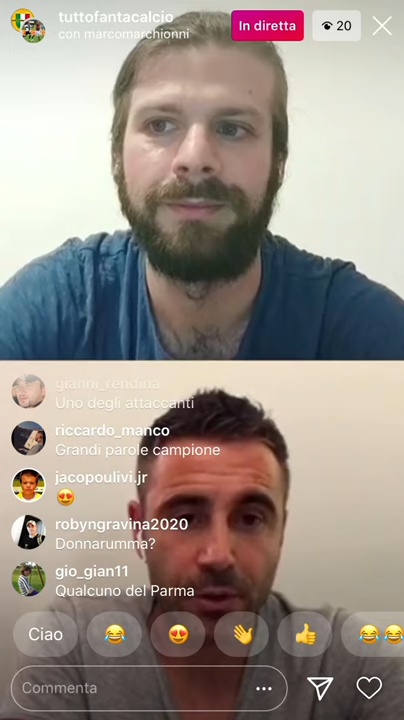 tuttofantacalcio
con marcomarchionni
In diretta
20
gianni_rendina
Uno degli attaccanti
riccardo_manco
Grandi parole campione
jacopoulivi.jr
😍
robyngravina2020
Donnarumma?
gio_gian11
Qualcuno del Parma
Ciao 😂 😍 👋 👍 😂😂
Commenta